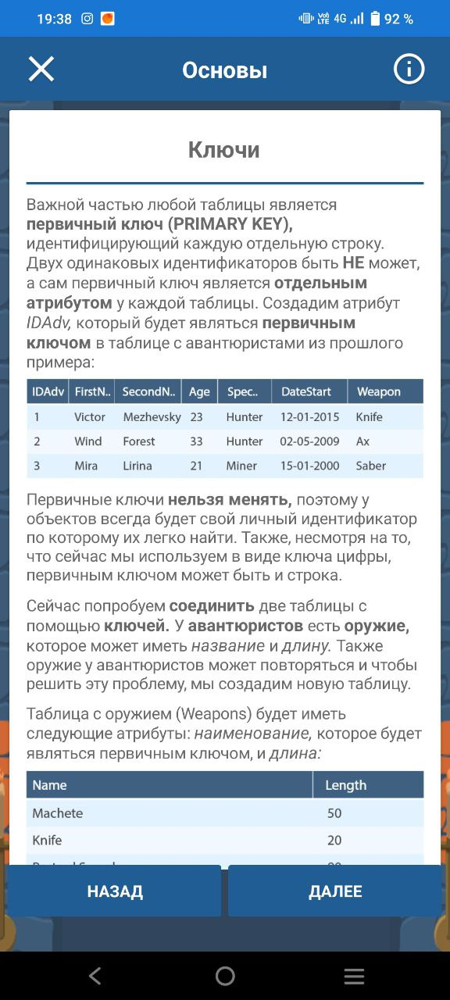 19:38
Vo)
LTE 4G 92 %
Основы
Ключи
Важной частью любой таблицы является
первичный ключ (PRIMARY KEY),
идентифицирующий каждую отдельную строку.
Двух одинаковых идентификаторов быть НЕ может,
а сам первичный ключ является отдельным
атрибутом у каждой таблицы. Создадим атрибут
IDAdv, который будет являться первичным
ключом в таблице с авантюристами из прошлого
примера:
IDAdv FirstN.. SecondN.. Age Spec.. DateStart Weapon
1 Victor Mezhevsky 23 Hunter 12-01-2015 Knife
2 Wind Forest 33 Hunter 02-05-2009 Ax
3 Mira Lirina 21 Miner 15-01-2000 Saber
Первичные ключи нельзя менять, поэтому у
объектов всегда будет свой личный идентификатор
по которому их легко найти. Также, несмотря на то,
что сейчас мы используем в виде ключа цифры,
первичным ключом может быть и строка.
Сейчас попробуем соединить две таблицы с
помощью ключей. У авантюристов есть оружие,
которое может иметь название и длину. Также
оружие у авантюристов может повторяться и чтобы
решить эту проблему, мы создадим новую таблицу.
Таблица с оружием (Weapons) будет иметь
следующие атрибуты: наименование, которое будет
являться первичным ключом, и длина:
Name Length
Machete 50
Knife 20
НАЗАД ДАЛЕЕ